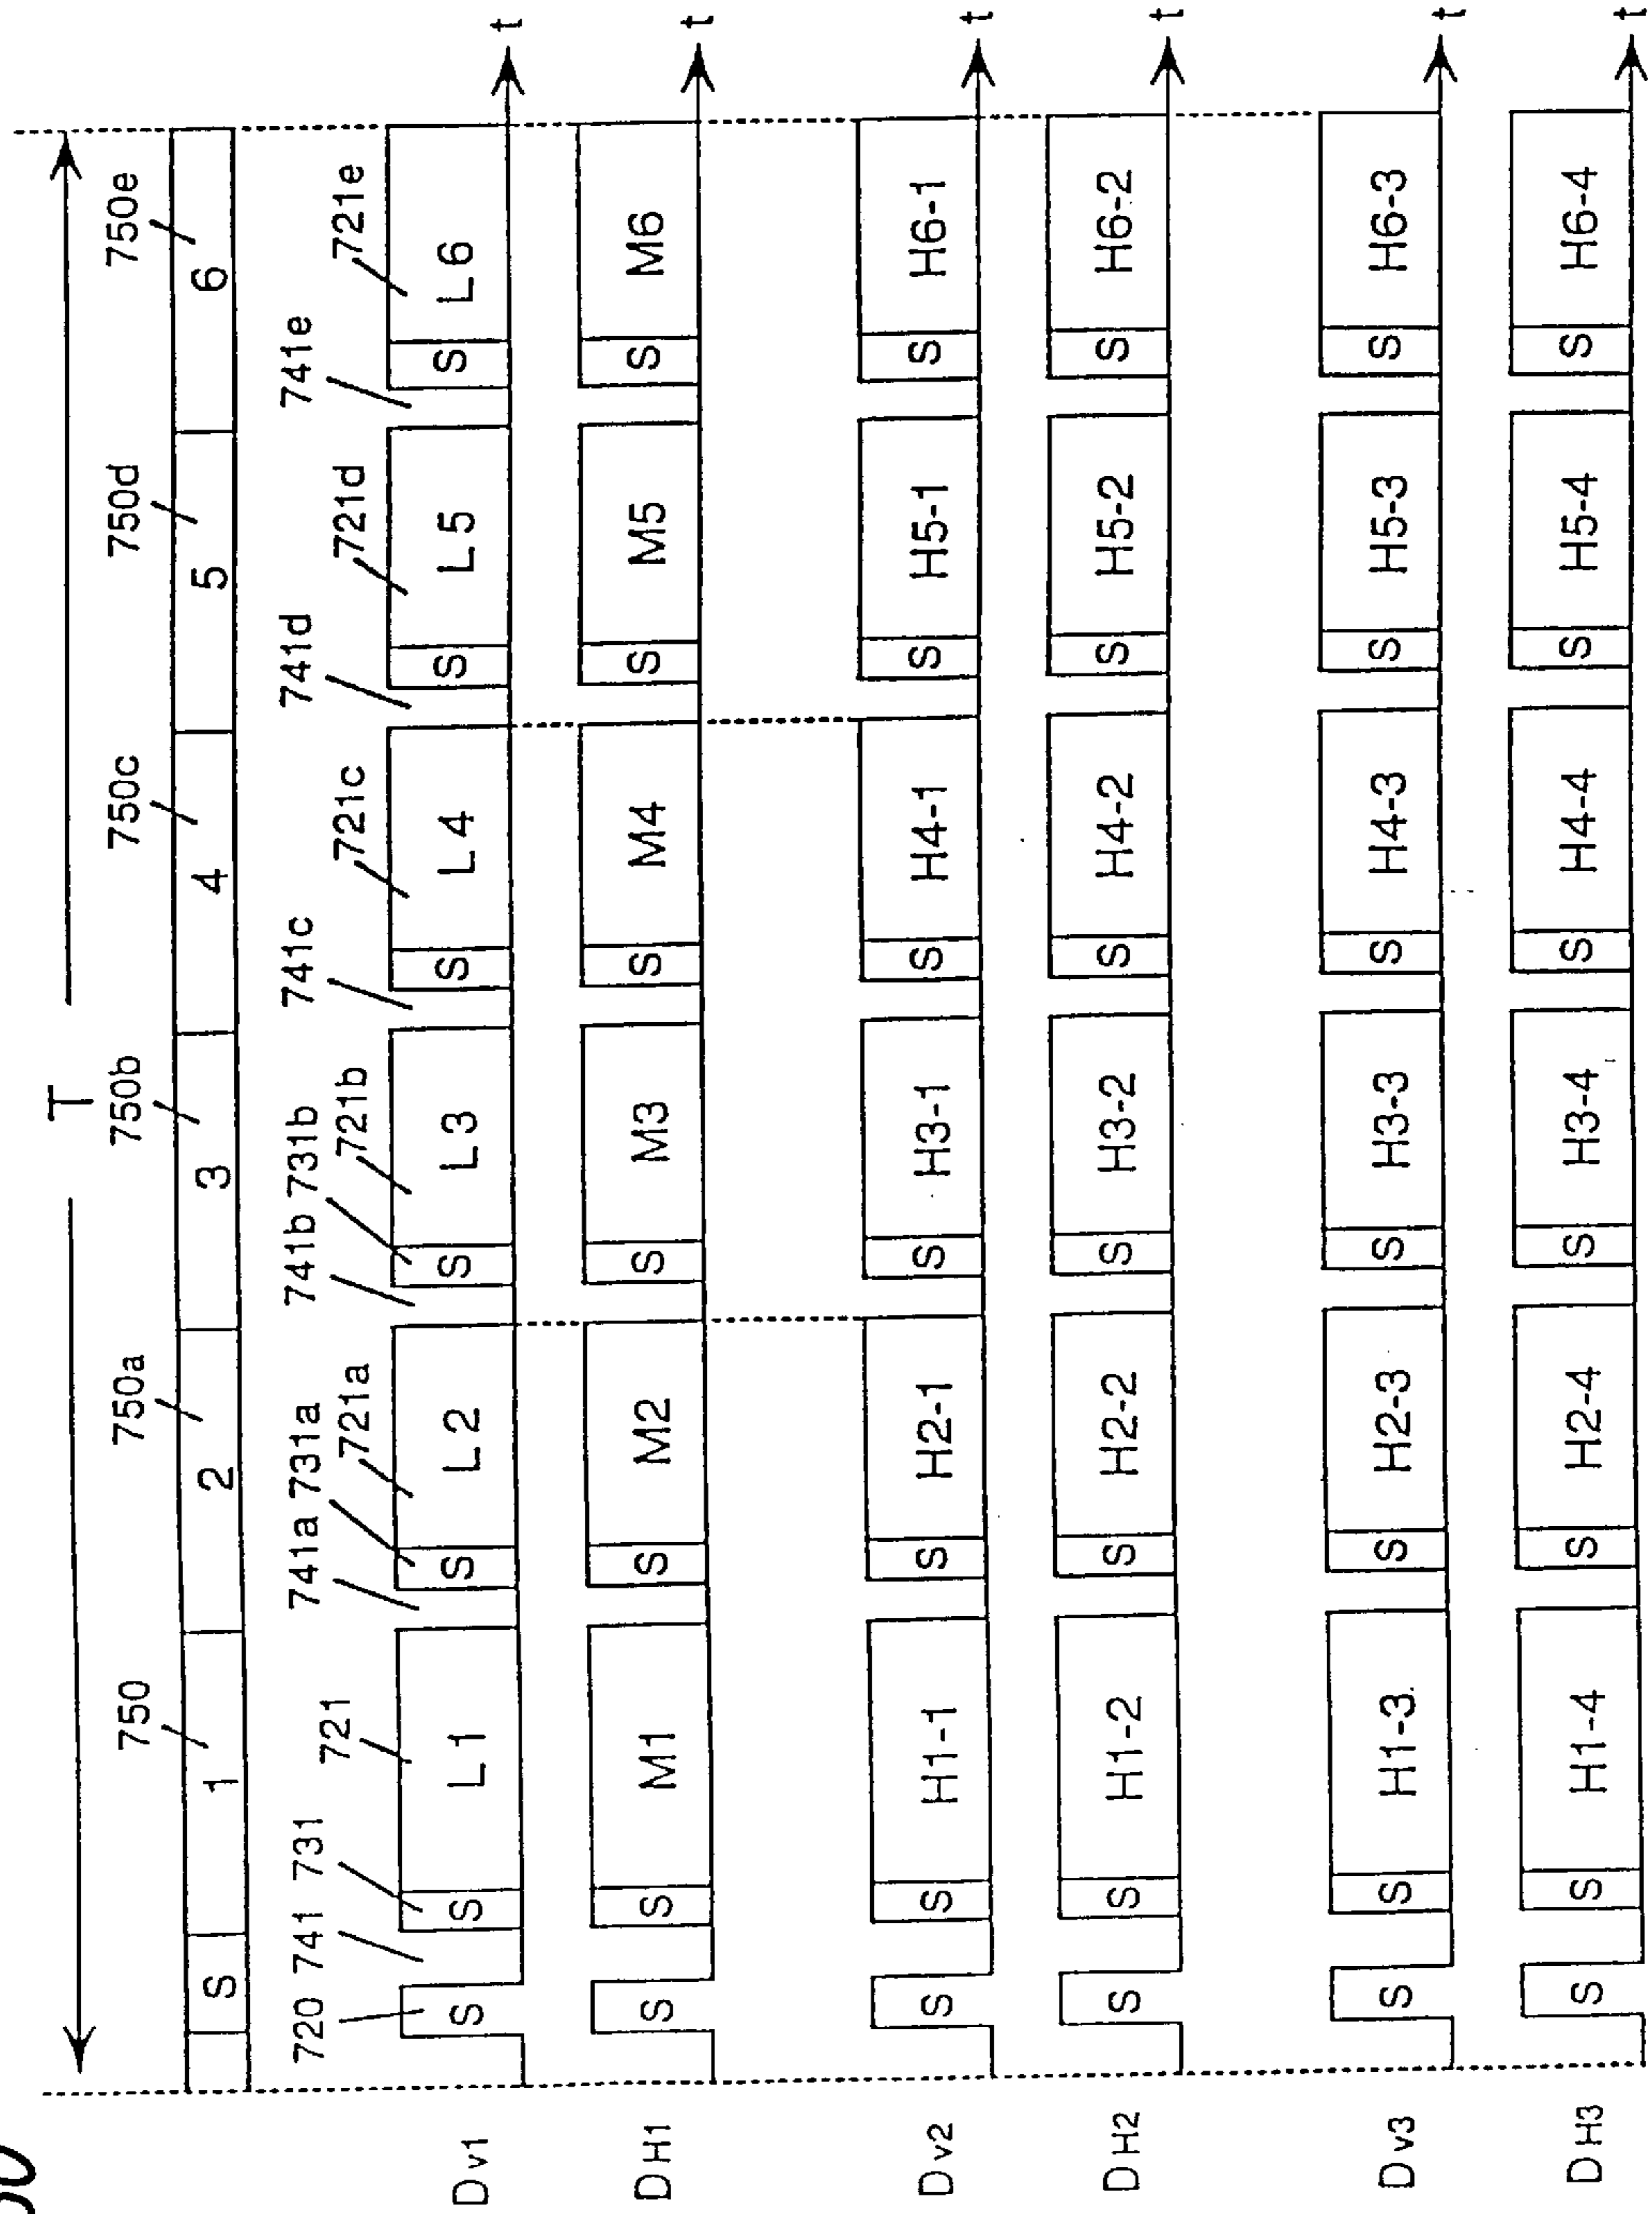 T
750 750a 750b 750c 750d 750e
S 1 2 3 4 5 6
720 741 731 741a 731a 741b 731b 741c 741d 741e
721 721a 721b 721c 721d 721e
Dv1 S S L1 S L2 S L3 S L4 S L5 S L6 t
DH1 S S M1 S M2 S M3 S M4 S M5 S M6 t
Dv2 S S H1-1 S H2-1 S H3-1 S H4-1 S H5-1 S H6-1 t
DH2 S S H1-2 S H2-2 S H3-2 S H4-2 S H5-2 S H6-2 t
Dv3 S S H1-3 S H2-3 S H3-3 S H4-3 S H5-3 S H6-3 t
DH3 S S H1-4 S H2-4 S H3-4 S H4-4 S H5-4 S H6-4 t